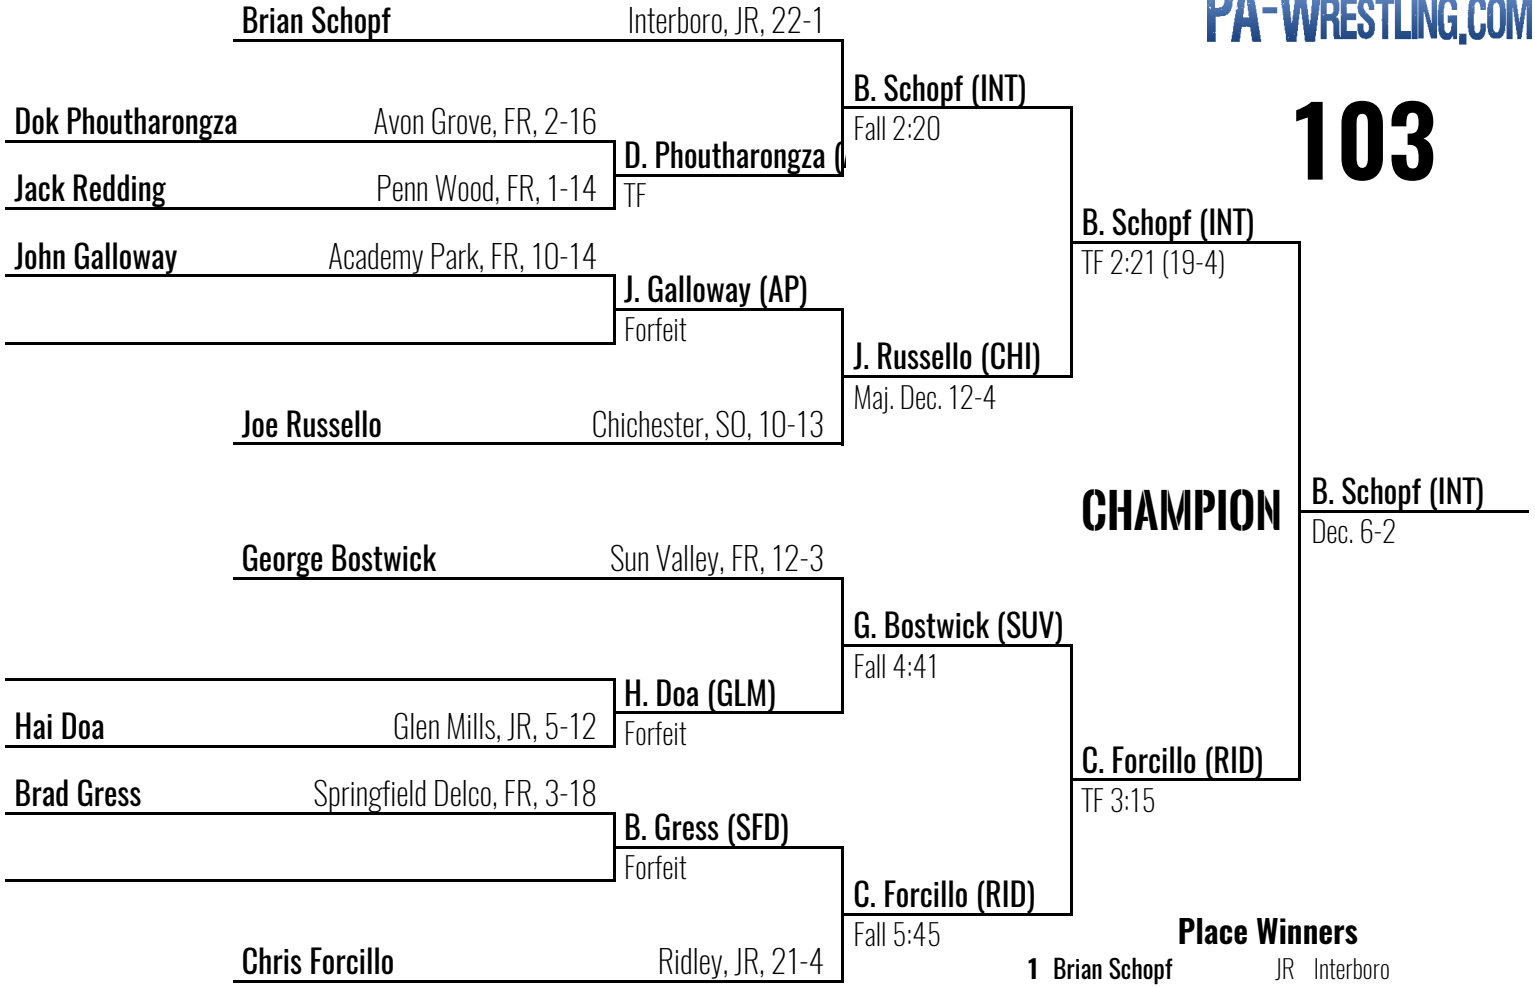 PA-WRESTLING.COM
103
Brian Schopf Interboro, JR, 22-1
B. Schopf (INT)
Fall 2:20
Dok Phoutharongza Avon Grove, FR, 2-16
D. Phoutharongza (
TF
Jack Redding Penn Wood, FR, 1-14
B. Schopf (INT)
TF 2:21 (19-4)
John Galloway Academy Park, FR, 10-14
J. Galloway (AP)
Forfeit
J. Russello (CHI)
Maj. Dec. 12-4
Joe Russello Chichester, SO, 10-13
CHAMPION
B. Schopf (INT)
Dec. 6-2
George Bostwick Sun Valley, FR, 12-3
G. Bostwick (SUV)
Fall 4:41
H. Doa (GLM)
Forfeit
Hai Doa Glen Mills, JR, 5-12
C. Forcillo (RID)
TF 3:15
Brad Gress Springfield Delco, FR, 3-18
B. Gress (SFD)
Forfeit
C. Forcillo (RID)
Fall 5:45
Chris Forcillo Ridley, JR, 21-4
Place Winners
1 Brian Schopf JR Interboro